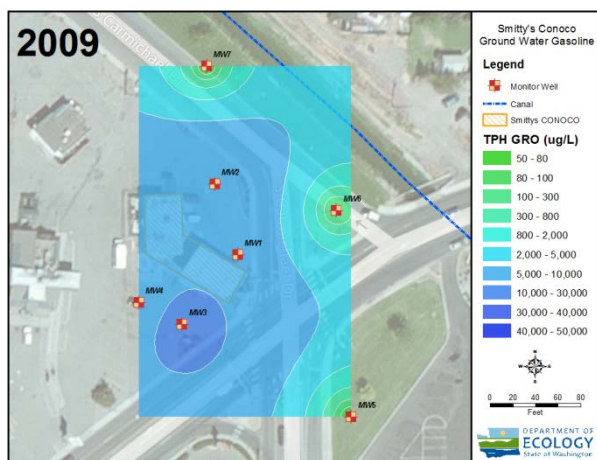 2009
Carmichae
MW7
MW2
MW6
MW1
MW4
MW3
MW5
Smitty's Conoco
Ground Water Gasoline
Legend
Monitor Well
Canal
Smittys CONOCO
TPH GRO (ug/L)
50 - 80
80 - 100
100 - 300
300 - 800
800 - 2,000
2,000 - 5,000
5,000 - 10,000
10,000 - 30,000
30,000 - 40,000
40,000 - 50,000
0 20 40 60 80
Feet
DEPARTMENT OF
ECOLOGY
State of Washington